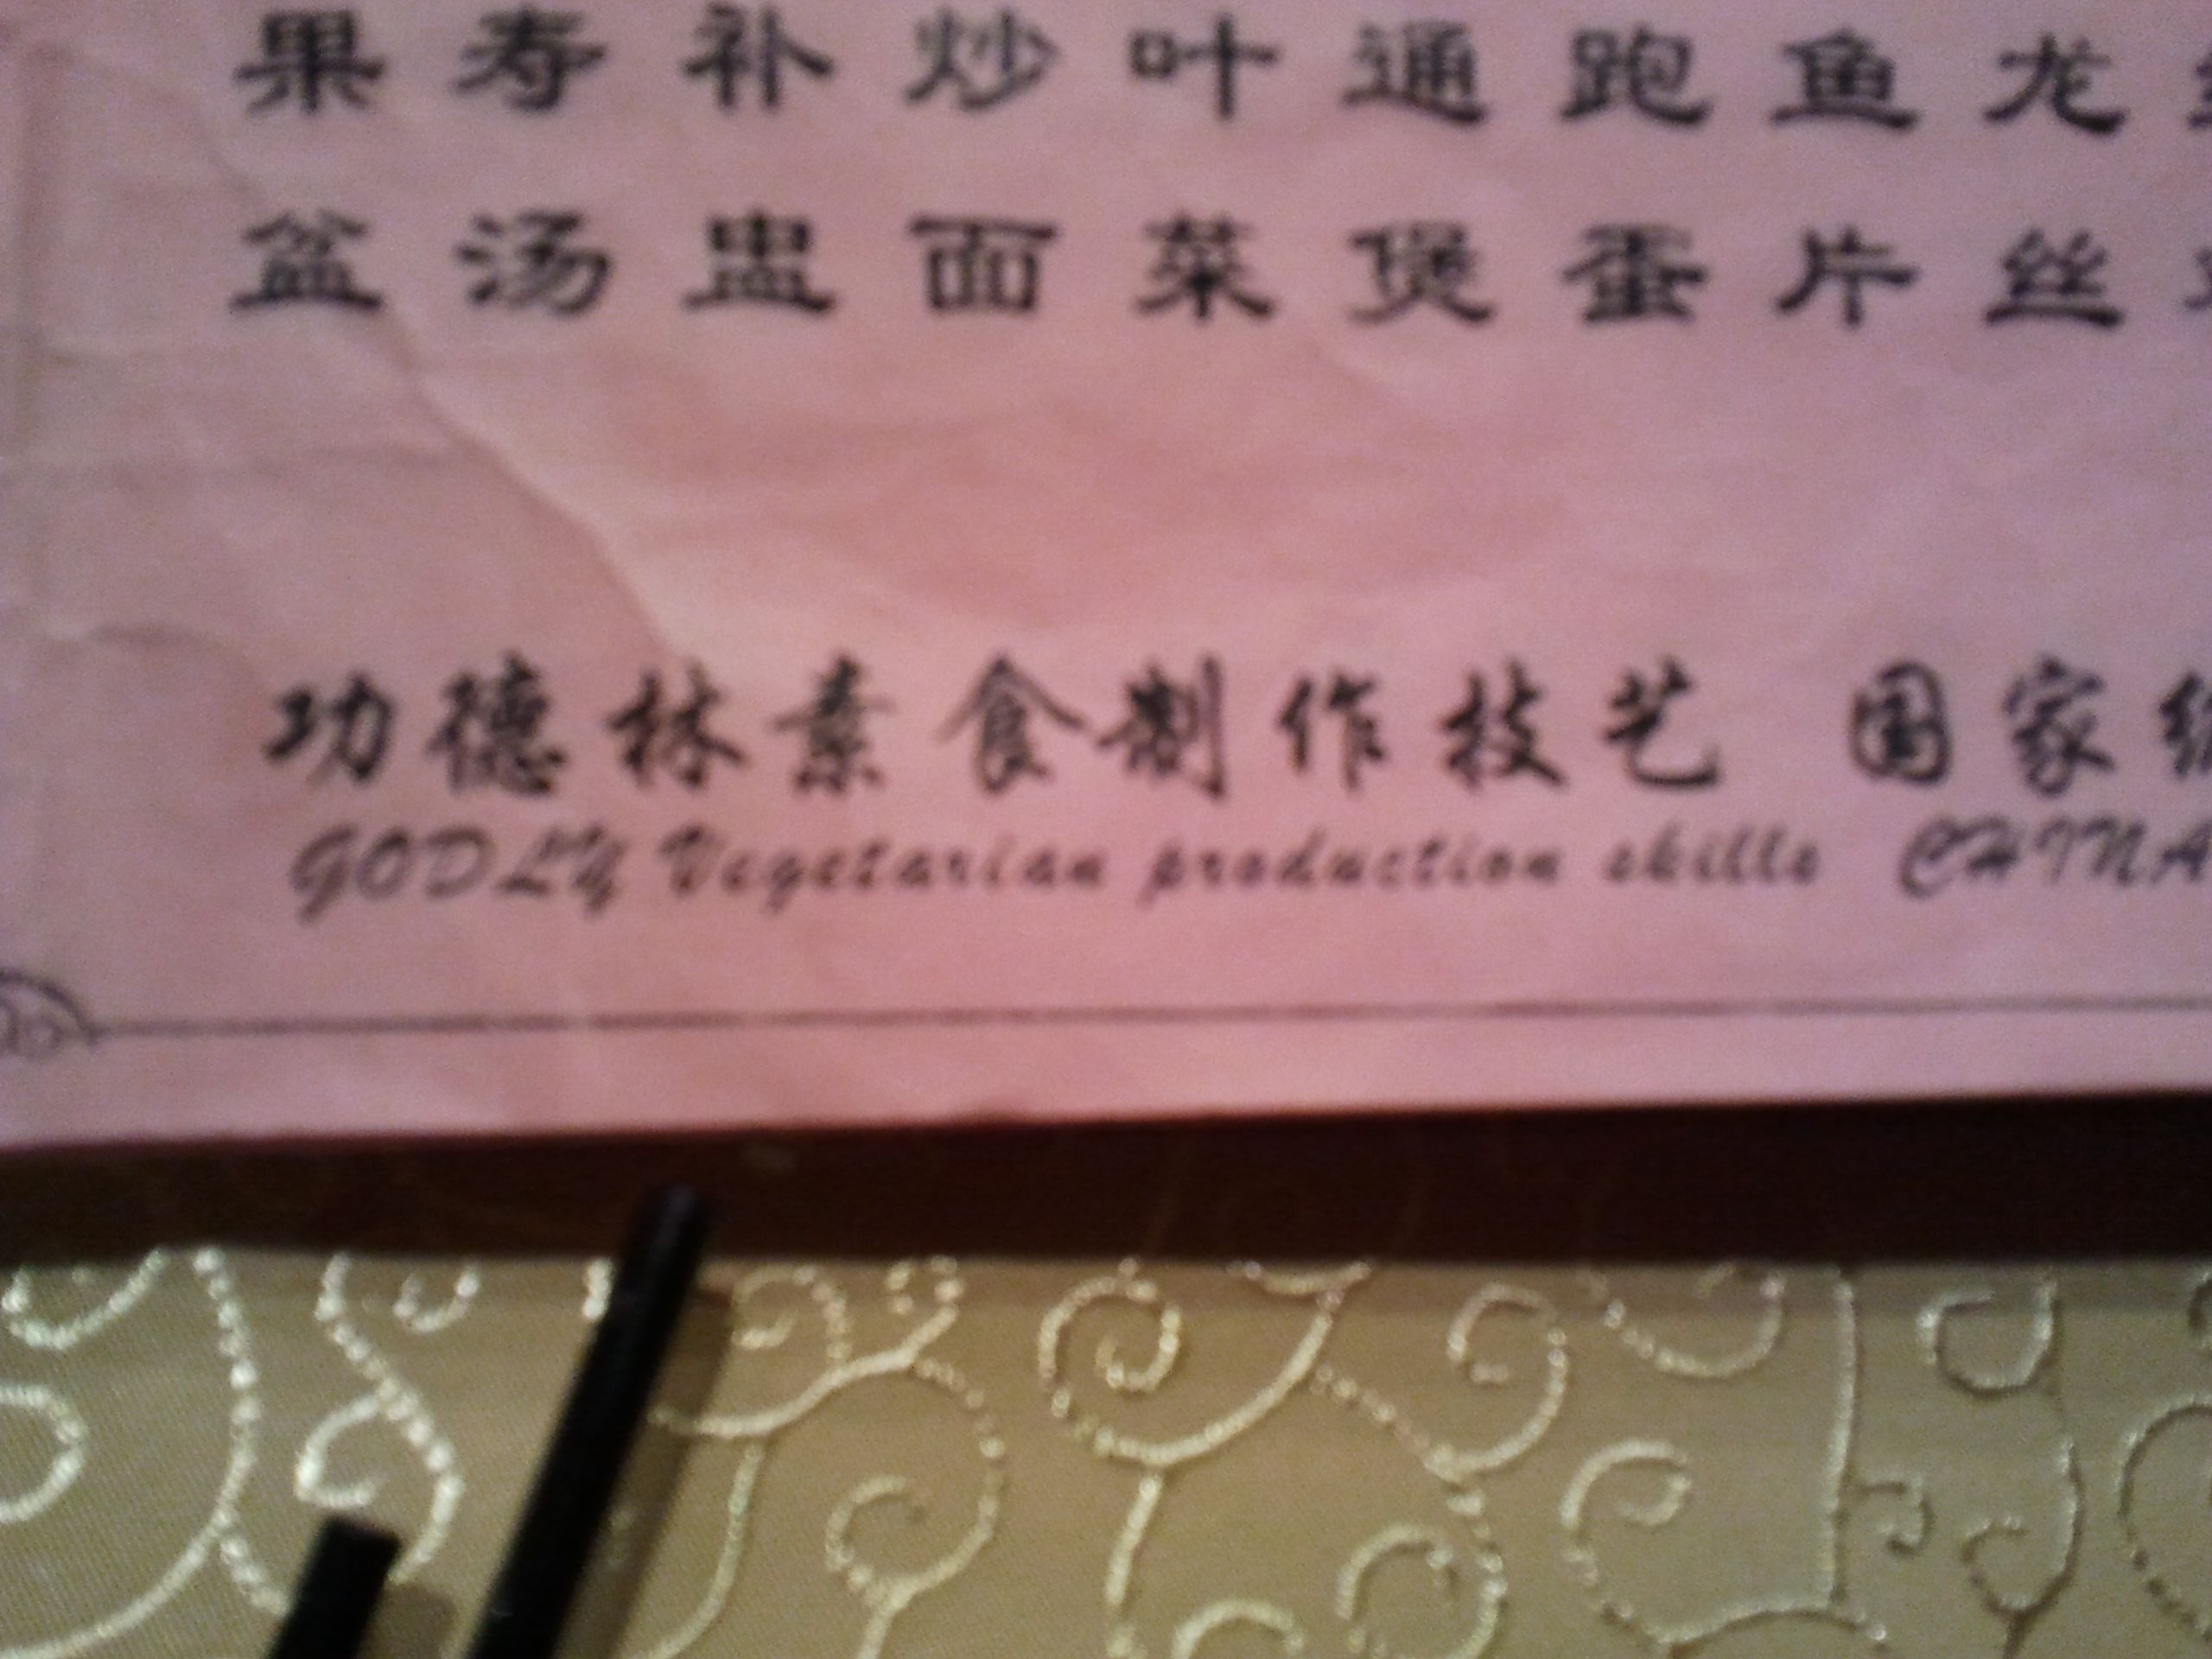 果 寿 补 炒 叶 通 跑 鱼 龙
盆 汤 盅 面 菜 煲 蛋 片 丝
功德林素食制作技艺 国家
GODLY Vegetarian production skills CHINA